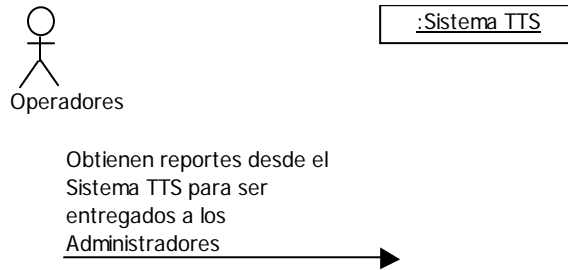 :Sistema TTS
Operadores
Obtienen reportes desde el
Sistema TTS para ser
entregados a los
Administradores